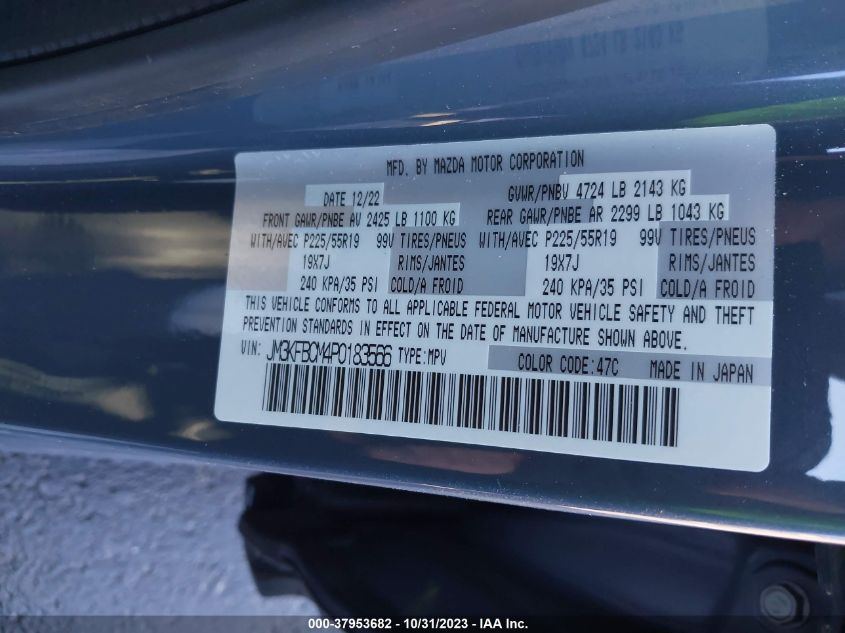 MFD. BY MAZDA MOTOR CORPORATION
DATE 12/22 GVWR/PNBV 4724 LB 2143 KG
FRONT GAWR/PNBE AV 2425 LB 1100 KG REAR GAWR/PNBE AR 2299 LB 1043 KG
WITH/AVEC P225/55R19 99V TIRES/PNEUS WITH/AVEC P225/55R19 99V TIRES/PNEUS
19X7J RIMS/JANTES 19X7J RIMS/JANTES
240 KPA/35 PSI COLD/A FROID 240 KPA/35 PSI COLD/A FROID
THIS VEHICLE CONFORMS TO ALL APPLICABLE FEDERAL MOTOR VEHICLE SAFETY AND THEFT
PREVENTION STANDARDS IN EFFECT ON THE DATE OF MANUFACTURE SHOWN ABOVE.
VIN: JM3KFBCM4P0183566 TYPE:MPV COLOR CODE:47C MADE IN JAPAN
000-37953682 / 10/31/2023 - © Copyright 2023 IAA, Inc.